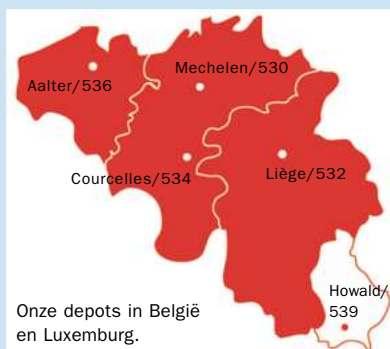 Mechelen/530
Aalter/536
Courcelles/534
Liège/532
Howald/
539
Onze depots in België
en Luxemburg.